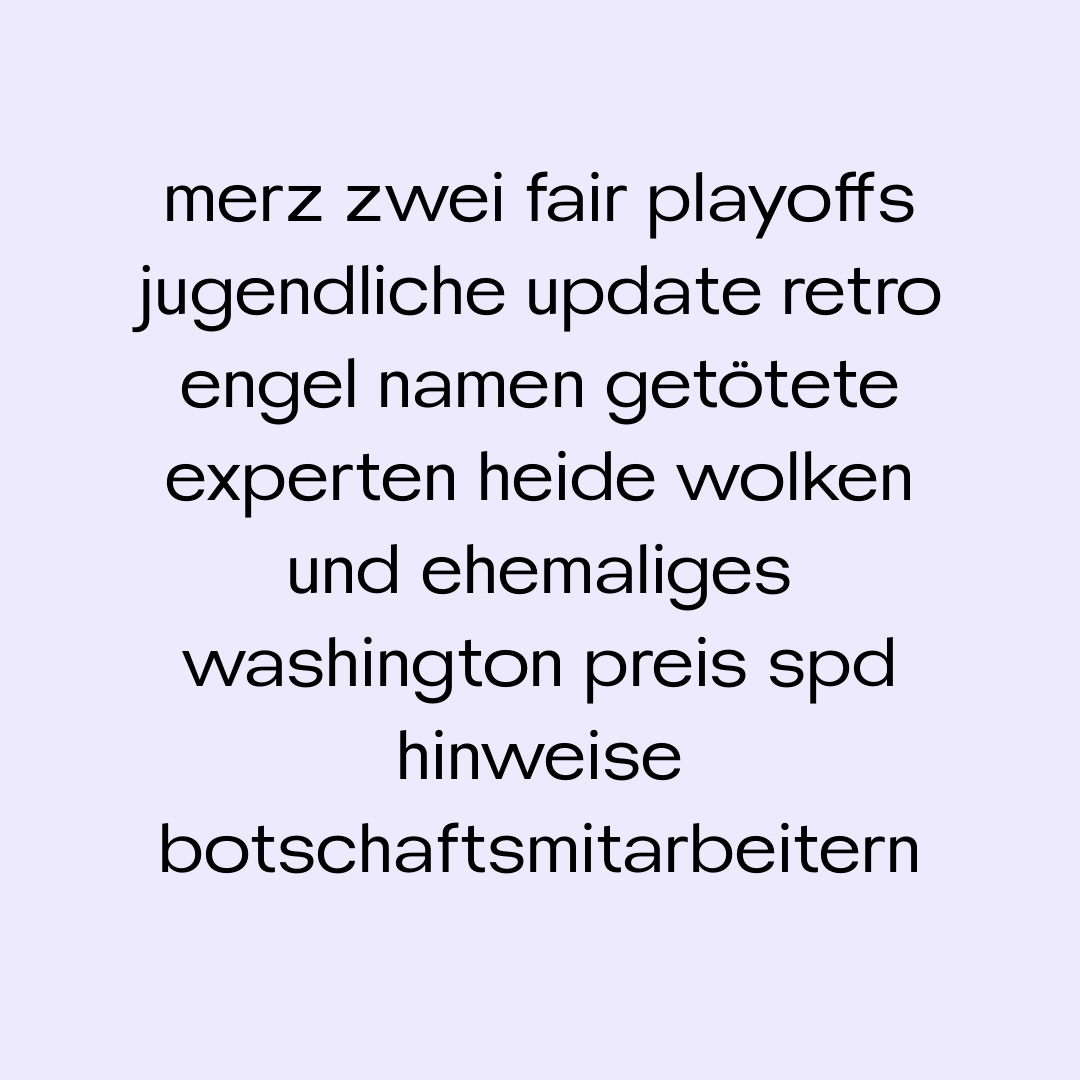 merz zwei fair playoffs
jugendliche update retro
engel namen getötete
experten heide wolken
und ehemaliges
washington preis spd
hinweise
botschaftsmitarbeitern